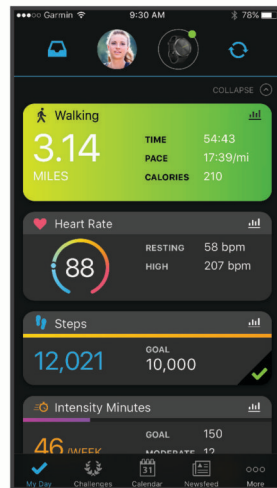 Garmin 9:30 AM 78%
COLLAPSE
Walking
3.14
MILES
TIME 54:43
PACE 17:39/mi
CALORIES 210
Heart Rate
88
RESTING 58 bpm
HIGH 207 bpm
Steps
12,021
GOAL
10,000
Intensity Minutes
46 /WEEK
GOAL 150
MODERATE 12
My Day Challenges 31 Calendar Newsfeed More